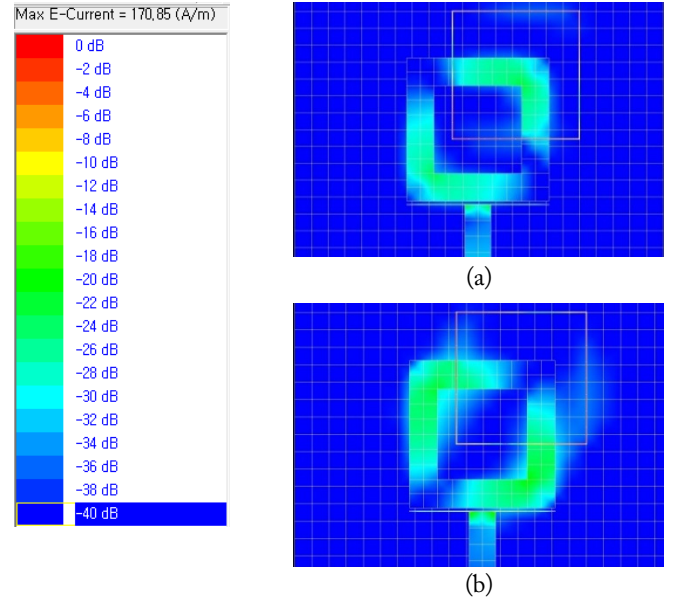 Max E-Current = 170,85 (A/m)
0 dB
-2 dB
-4 dB
-6 dB
-8 dB
-10 dB
-12 dB
-14 dB
-16 dB
-18 dB
-20 dB
-22 dB
-24 dB
-26 dB
-28 dB
-30 dB
-32 dB
-34 dB
-36 dB
-38 dB
-40 dB
(a)
(b)